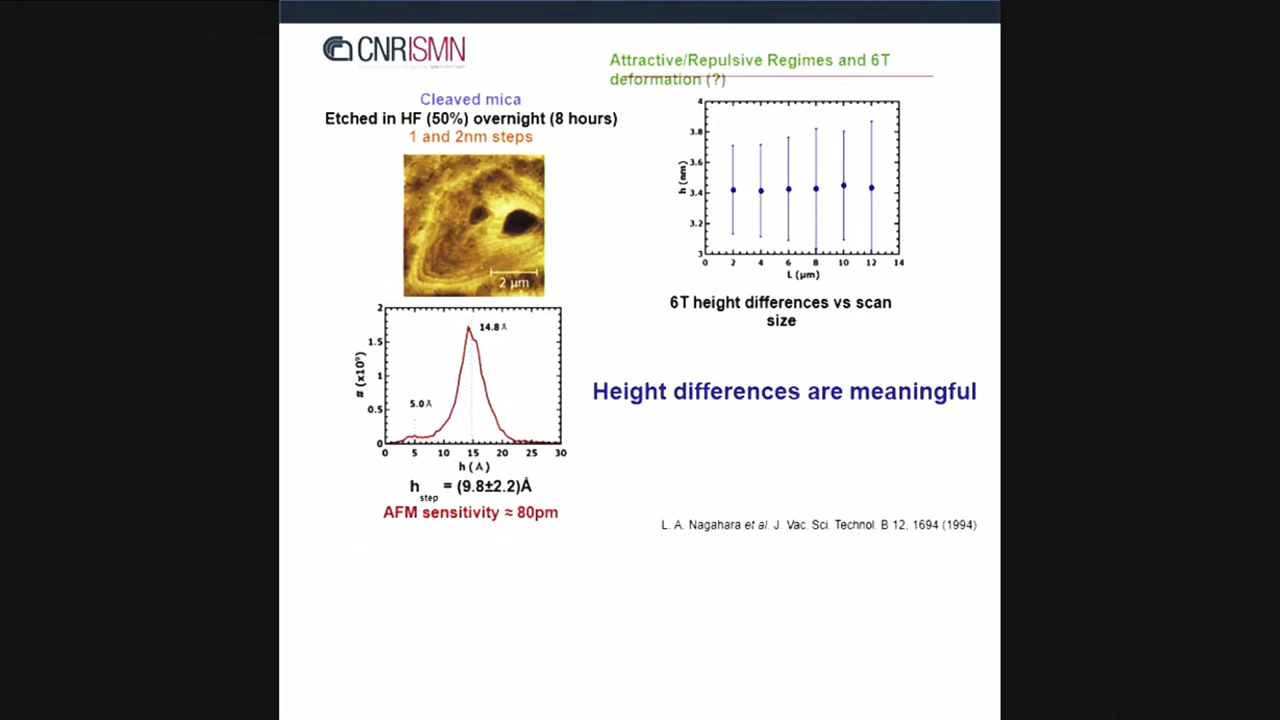 CNRISMN
Attractive/Repulsive Regimes and 6T
deformation (?)
Cleaved mica
Etched in HF (50%) overnight (8 hours)
1 and 2nm steps
2 µm
2
1.5
1
0.5
0
# (x10⁹)
14.8 Å
5.0 Å
0 5 10 15 20 25 30
h (Å)
hstep = (9.8±2.2)Å
AFM sensitivity ≈ 80pm
4
3.8
3.6
3.4
3.2
3
h (nm)
0 2 4 6 8 10 12 14
L (µm)
6T height differences vs scan
size
Height differences are meaningful
L. A. Nagahara et al. J. Vac. Sci. Technol. B 12, 1694 (1994)